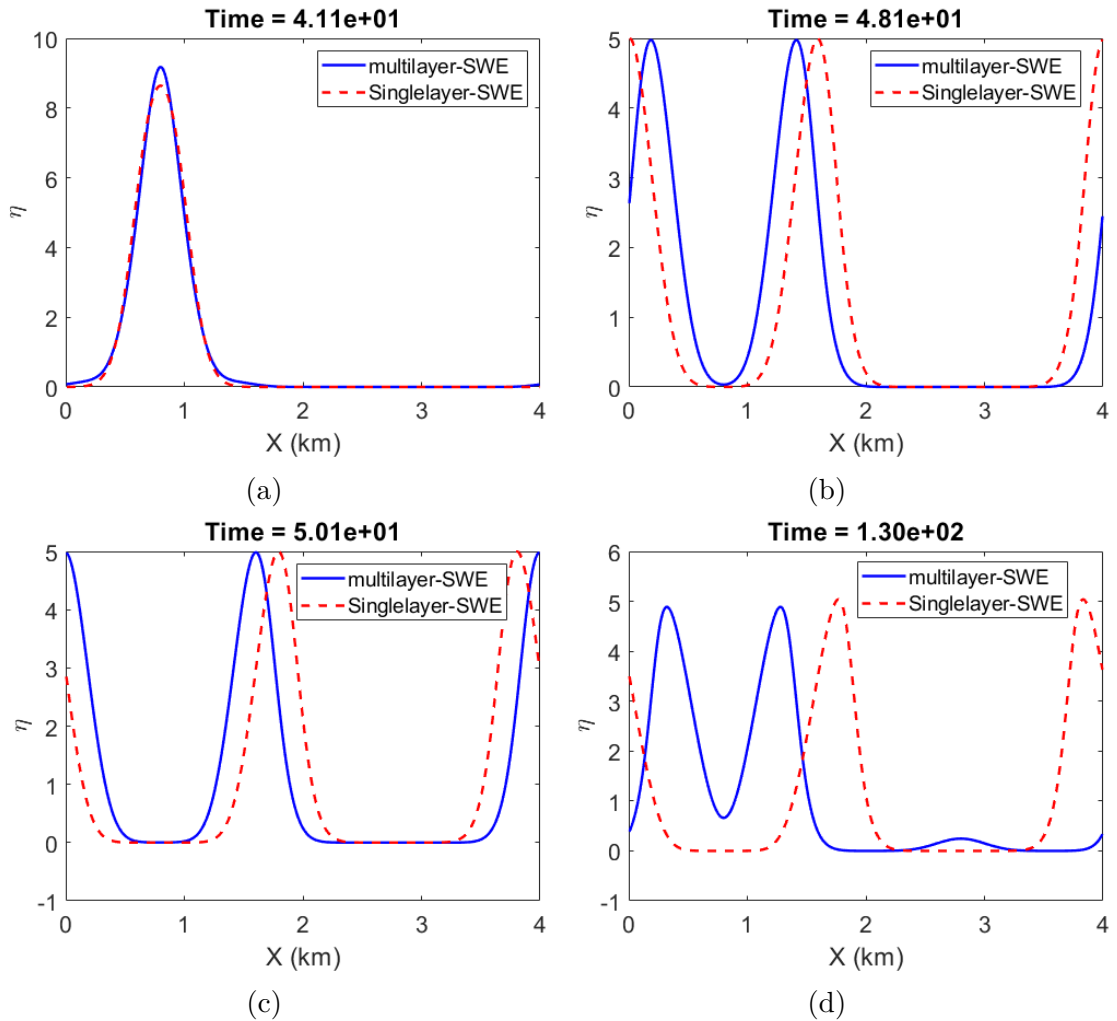 Time = 4.11e+01
multilayer-SWE
Singlelayer-SWE
10
8
6
4
2
0
η
0 1 2 3 4
X (km)
(a)
Time = 4.81e+01
multilayer-SWE
Singlelayer-SWE
5
4
3
2
1
0
η
0 1 2 3 4
X (km)
(b)
Time = 5.01e+01
multilayer-SWE
Singlelayer-SWE
5
4
3
2
1
0
-1
η
0 1 2 3 4
X (km)
(c)
Time = 1.30e+02
multilayer-SWE
Singlelayer-SWE
6
5
4
3
2
1
0
-1
η
0 1 2 3 4
X (km)
(d)